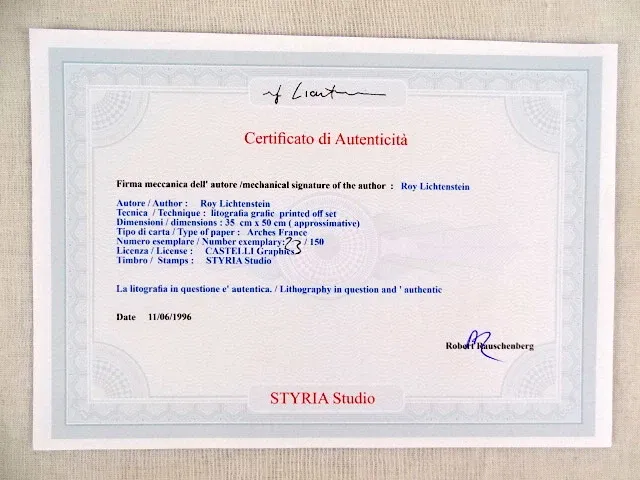 Certificato di Autenticità
Firma meccanica dell' autore /mechanical signature of the author : Roy Lichtenstein
Autore / Author : Roy Lichtenstein
Tecnica / Technique : litografia grafic printed off set
Dimensioni / dimensions : 35 cm x 50 cm ( approssimative)
Tipo di carta / Type of paper : Arches France
Numero esemplare / Number exemplary: 23 / 150
Licenza / License : CASTELLI Graphics
Timbro / Stamps : STYRIA Studio
La litografia in questione e' autentica. / Lithography in question and ' authentic
Date 11/06/1996
Robert Rauschenberg
STYRIA Studio